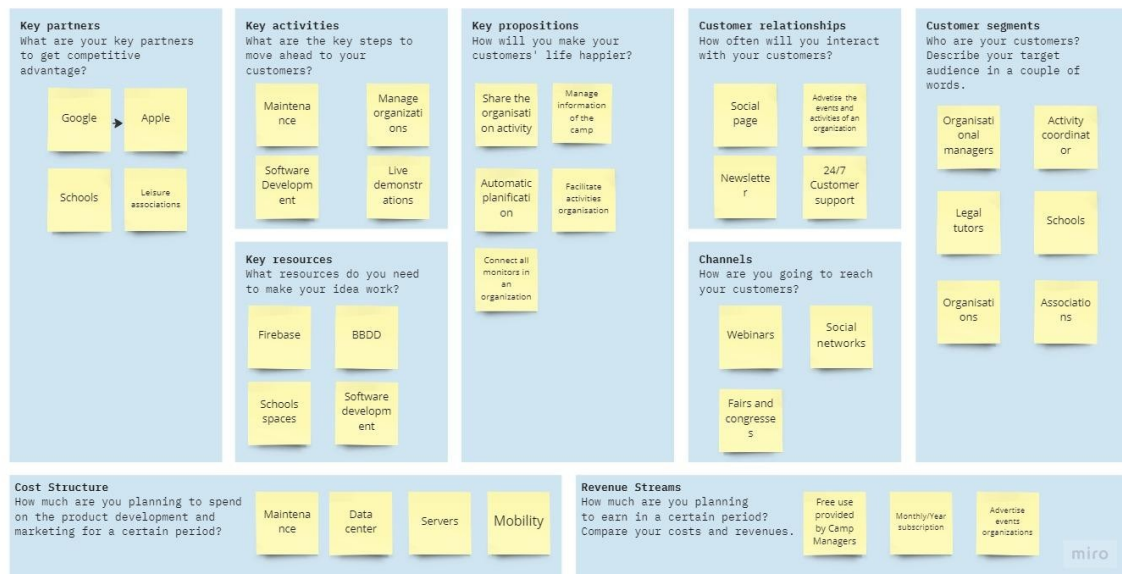 Key partners
What are your key partners
to get competitive
advantage?
Google
Apple
Schools
Leisure
associations
Key activities
What are the key steps to
move ahead to your
customers?
Maintena
nce
Manage
organizati
ons
Software
Developm
ent
Live
demonstr
ations
Key resources
What resources do you need
to make your idea work?
Firebase
BBDD
Schools
spaces
Software
developm
ent
Key propositions
How will you make your
customers' life happier?
Share the
organisati
on activity
Manage
information
of the
camp
Automatic
planificati
on
Facilitate
activities
organisation
Connect all
monitors in
an
organization
Customer relationships
How often will you interact
with your customers?
Social
page
Advetise the
events and
activities of an
organization
Newslette
r
24/7
Customer
support
Channels
How are you going to reach
your customers?
Webinars
Social
networks
Fairs and
congresse
s
Customer segments
Who are your customers?
Describe your target
audience in a couple of
words.
Organisati
onal
managers
Activity
coordinat
or
Legal
tutors
Schools
Organisati
ons
Associatio
ns
Cost Structure
How much are you planning to spend
on the product development and
marketing for a certain period?
Maintena
nce
Data
center
Servers
Mobility
Revenue Streams
How much are you planning
to earn in a certain period?
Compare your costs and revenues.
Free use
provided
by Camp
Managers
Monthly/Year
subscription
Advertise
events
organizations
miro